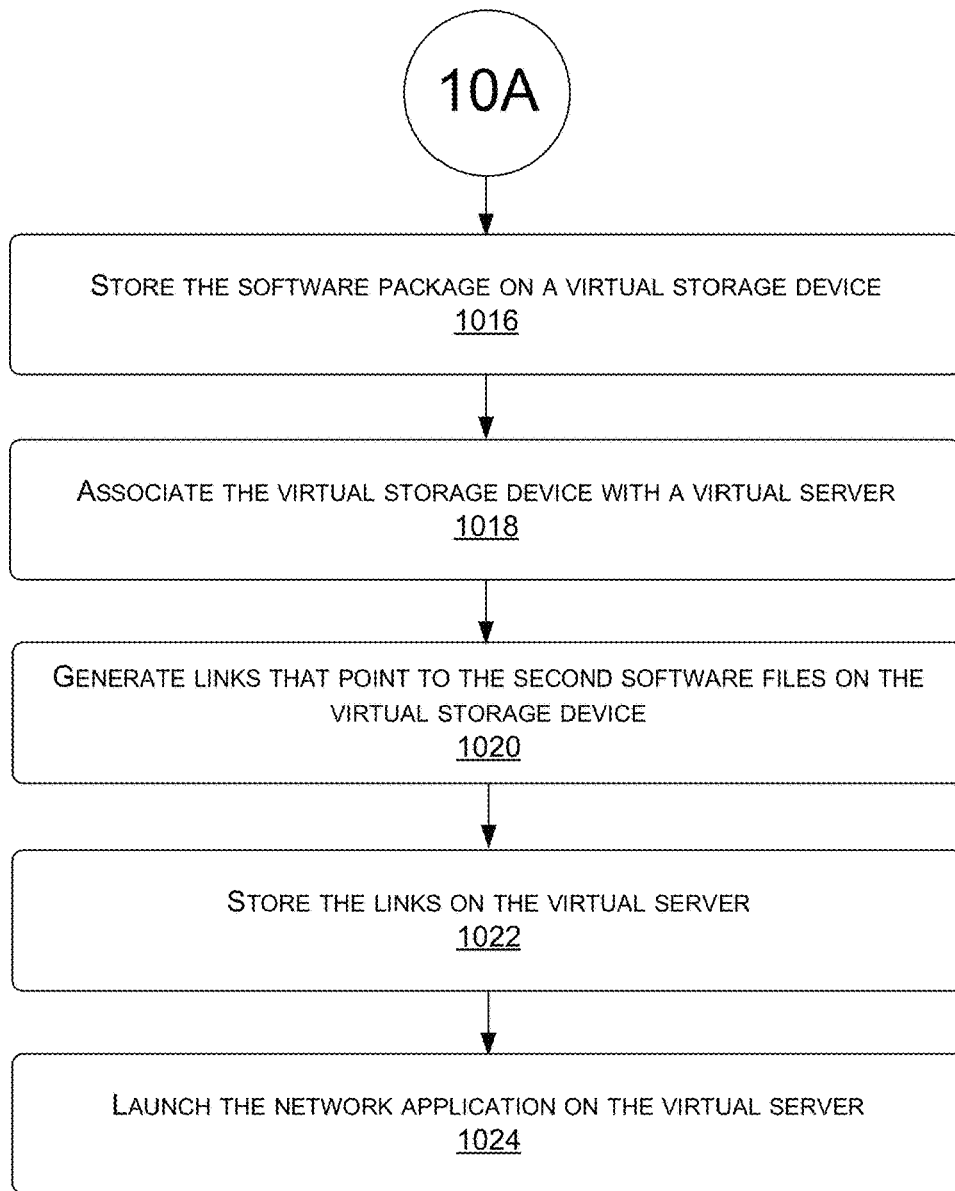 10A
STORE THE SOFTWARE PACKAGE ON A VIRTUAL STORAGE DEVICE
1016
ASSOCIATE THE VIRTUAL STORAGE DEVICE WITH A VIRTUAL SERVER
1018
GENERATE LINKS THAT POINT TO THE SECOND SOFTWARE FILES ON THE
VIRTUAL STORAGE DEVICE
1020
STORE THE LINKS ON THE VIRTUAL SERVER
1022
LAUNCH THE NETWORK APPLICATION ON THE VIRTUAL SERVER
1024